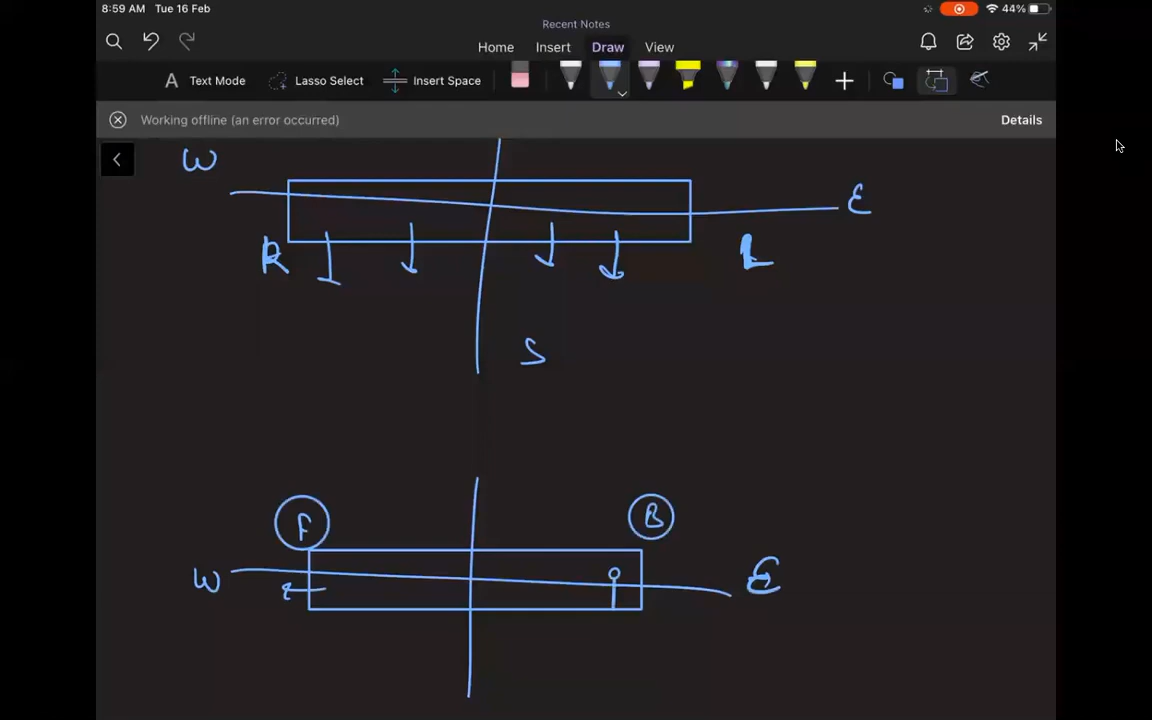 8:59 AM Tue 16 Feb
44%
Recent Notes
Home Insert Draw View
A Text Mode Lasso Select Insert Space
Working offline (an error occurred) Details
W
E
R L
S
F B
W E